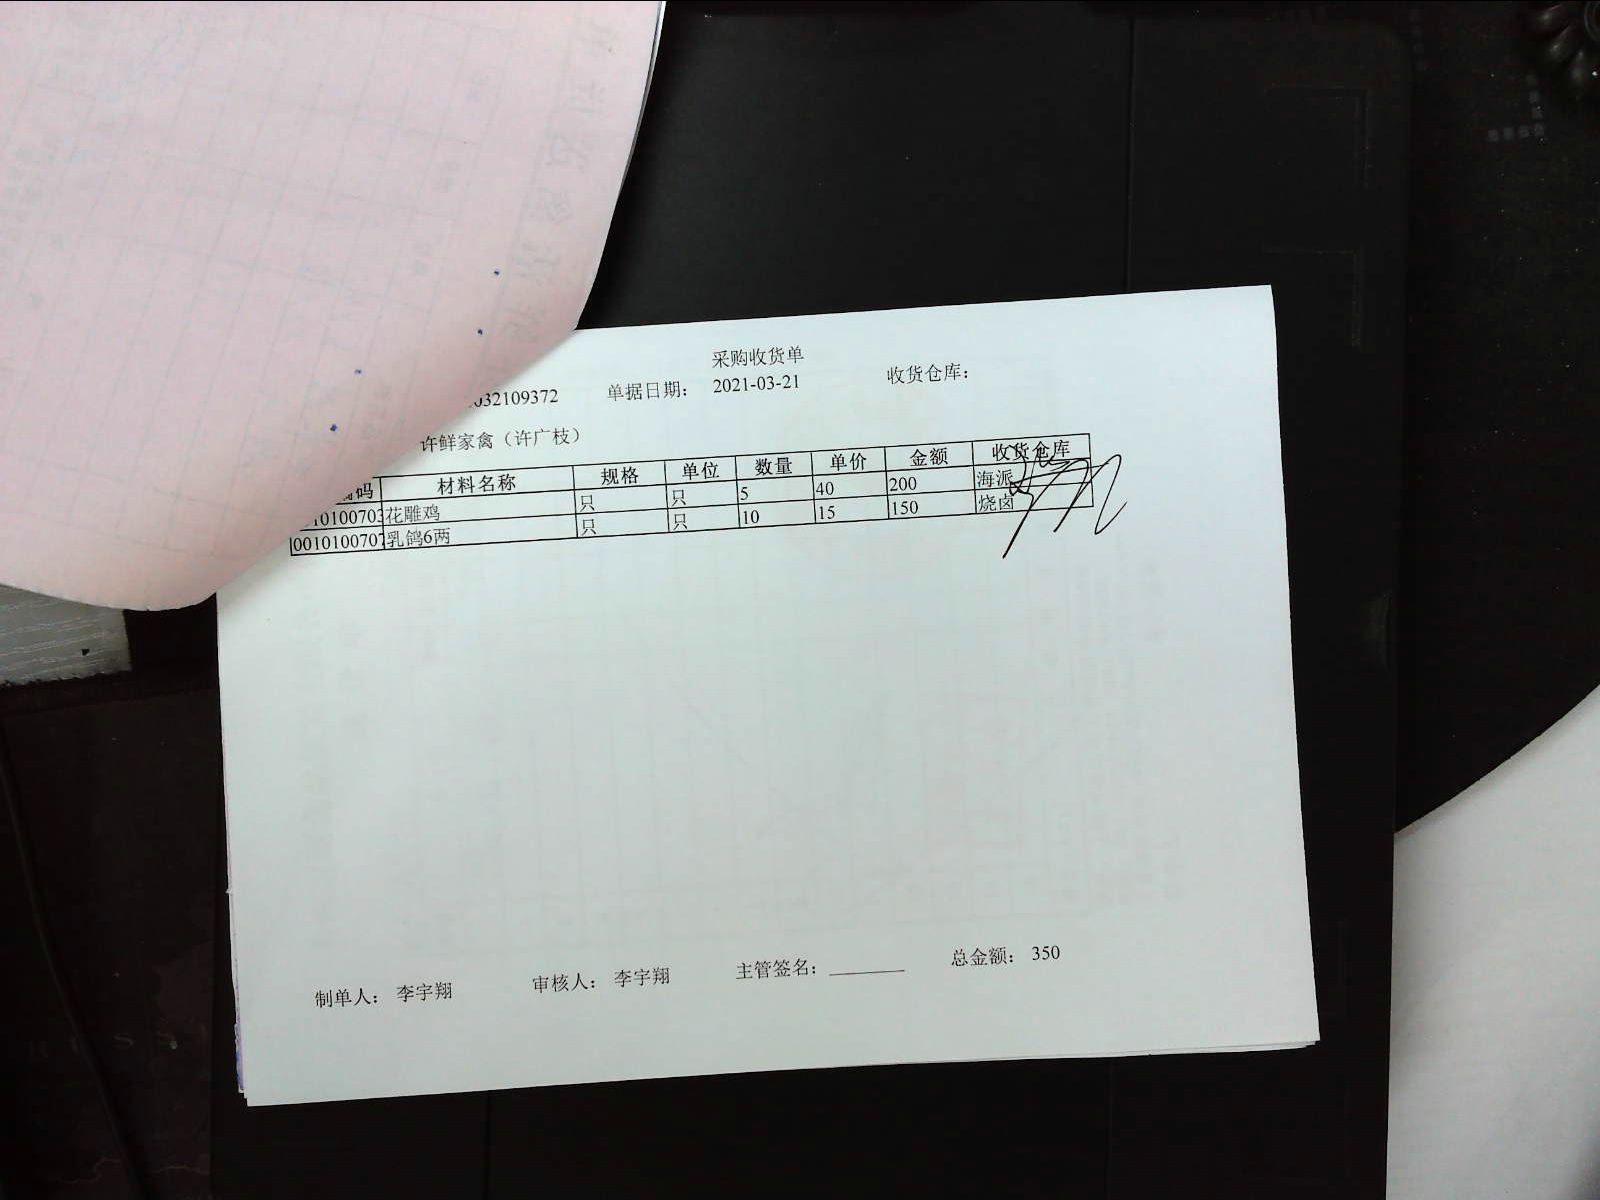 采购收货单
032109372 单据日期： 2021-03-21 收货仓库：
许鲜家禽（许广枝）
编码 材料名称 规格 单位 数量 单价 金额 收货仓库
10100703 花雕鸡 只 只 5 40 200 海派
0010100707 乳鸽6两 只 只 10 15 150 烧卤
制单人： 李宇翔 审核人： 李宇翔 主管签名： 总金额： 350